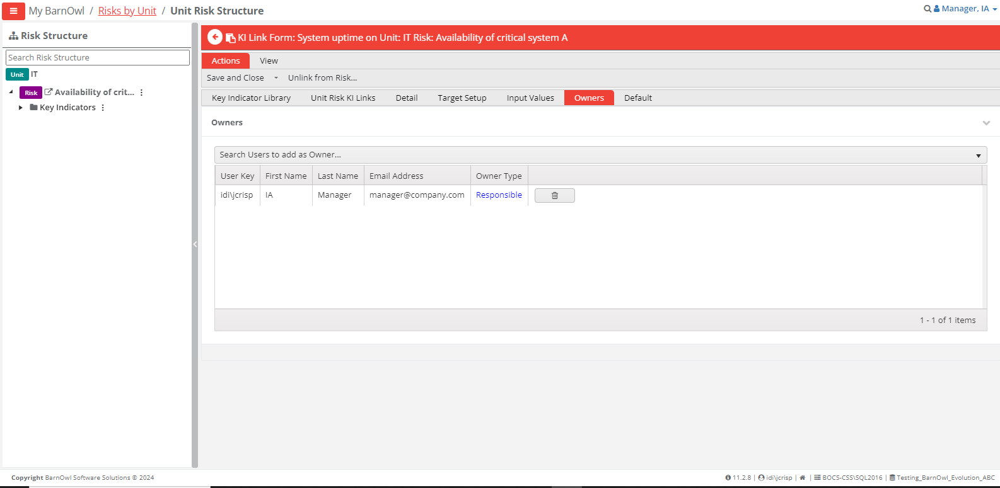 My BarnOwl / Risks by Unit / Unit Risk Structure
Manager, IA
Risk Structure
Search Risk Structure
Unit IT
Risk Availability of crit...
Key Indicators
KI Link Form: System uptime on Unit: IT Risk: Availability of critical system A
Actions View
Save and Close Unlink from Risk...
Key Indicator Library Unit Risk KI Links Detail Target Setup Input Values Owners Default
Owners
Search Users to add as Owner...
User Key First Name Last Name Email Address Owner Type
idi\jcrisp IA Manager manager@company.com Responsible
1 - 1 of 1 items
Copyright BarnOwl Software Solutions © 2024
11.2.8 | idi\jcrisp | | BOCS-CSS\SQL2016 | Testing_BarnOwl_Evolution_ABC